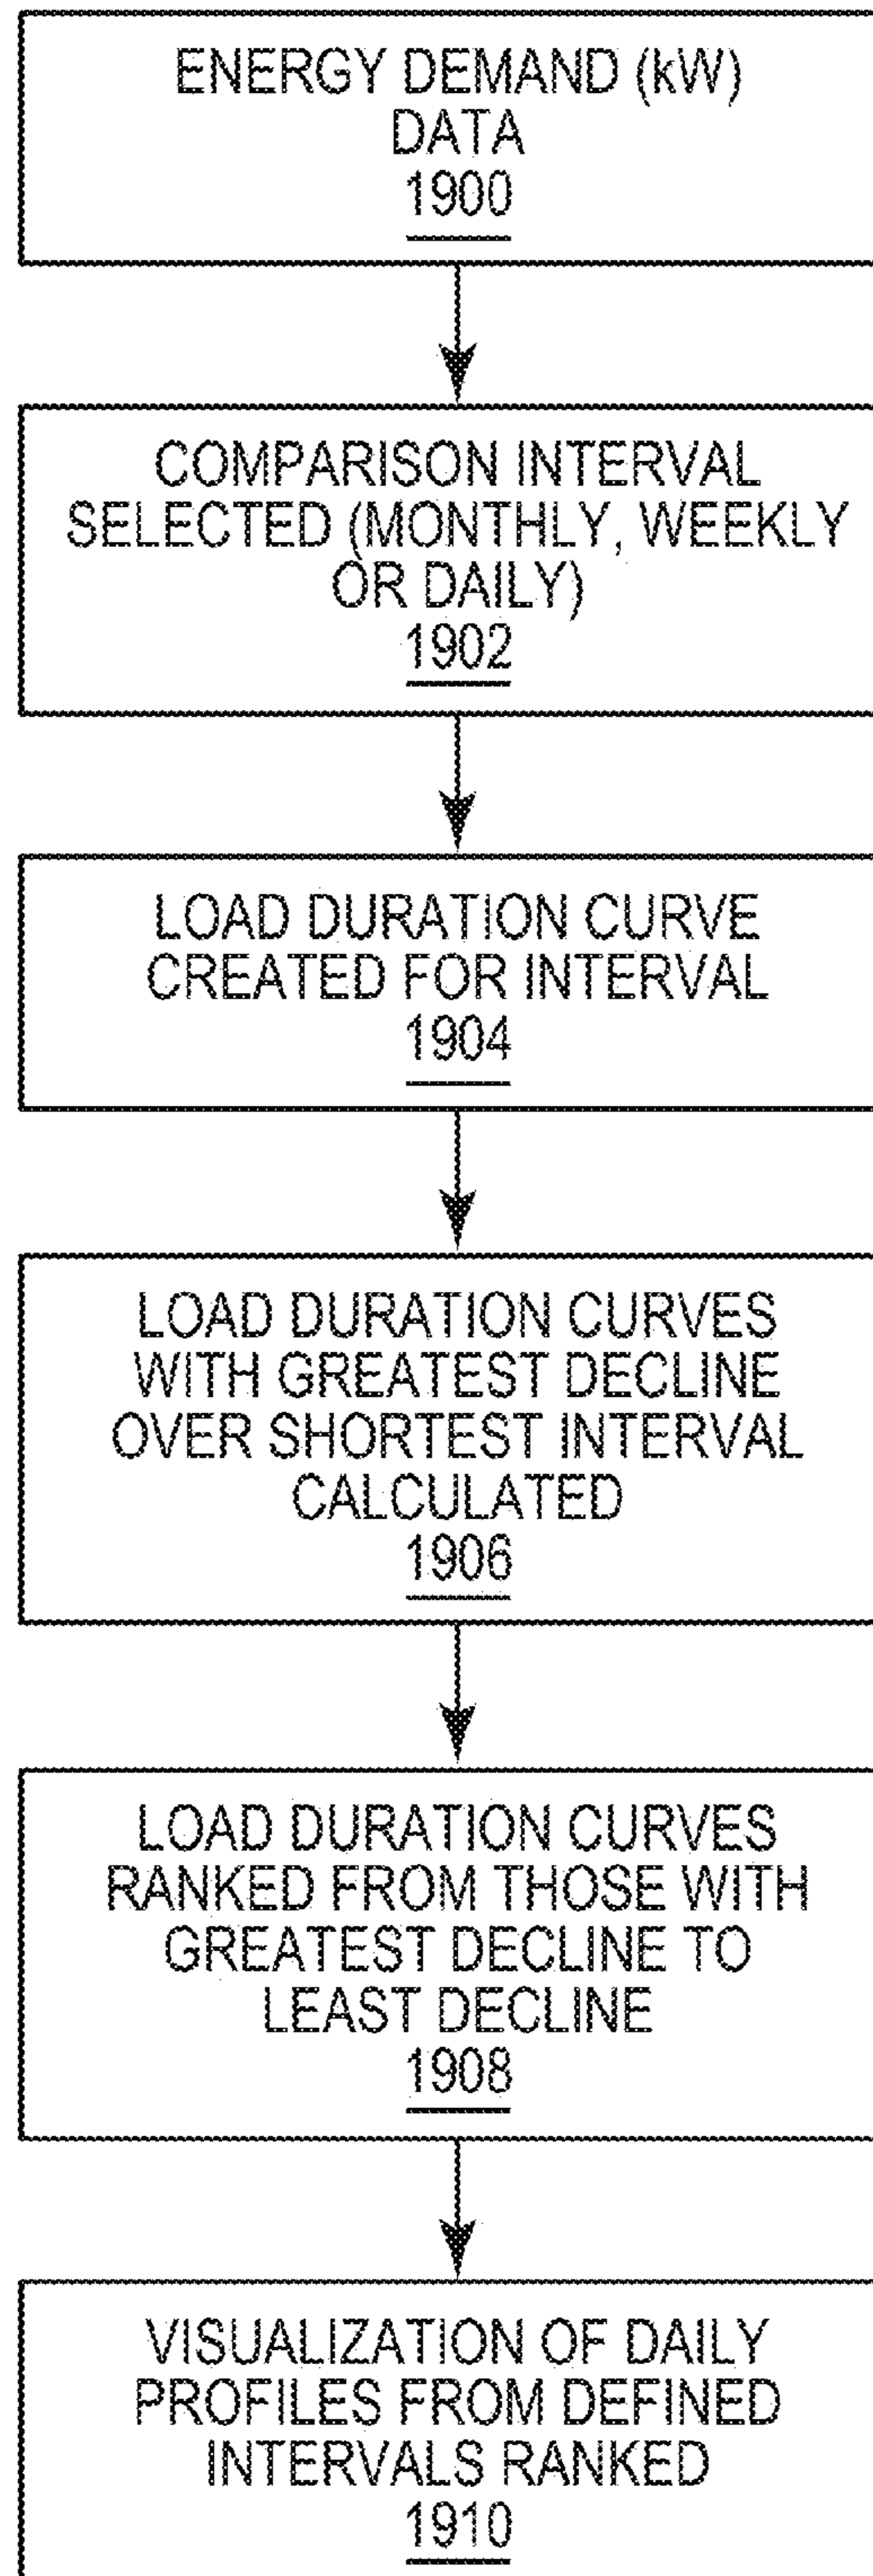 ENERGY DEMAND (kW)
DATA
1900
COMPARISON INTERVAL
SELECTED (MONTHLY, WEEKLY
OR DAILY)
1902
LOAD DURATION CURVE
CREATED FOR INTERVAL
1904
LOAD DURATION CURVES
WITH GREATEST DECLINE
OVER SHORTEST INTERVAL
CALCULATED
1906
LOAD DURATION CURVES
RANKED FROM THOSE WITH
GREATEST DECLINE TO
LEAST DECLINE
1908
VISUALIZATION OF DAILY
PROFILES FROM DEFINED
INTERVALS RANKED
1910